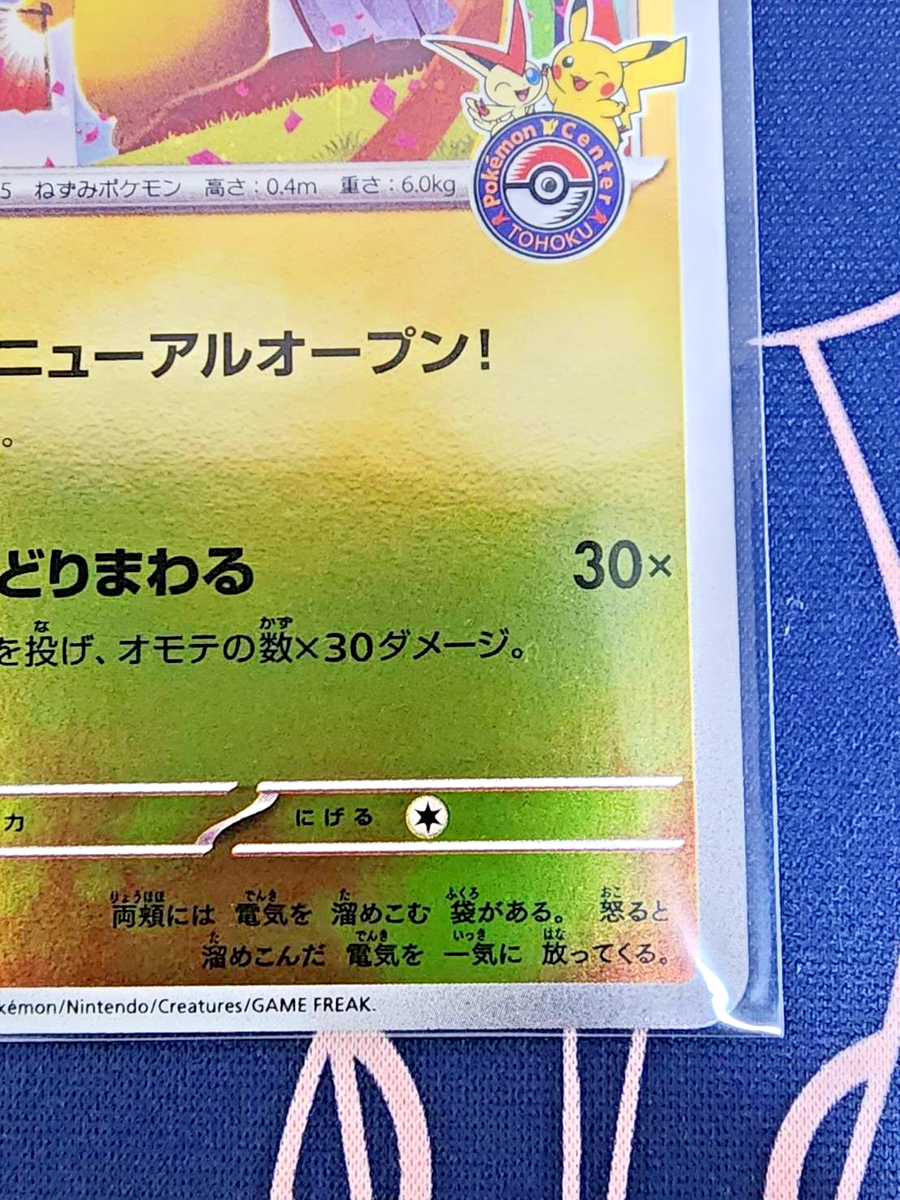 5 ねずみポケモン 高さ：0.4m 重さ：6.0kg
Pokémon Center
TOHOKU
ニューアルオープン!
。
どりまわる 30×
を投げ、オモテの数×30ダメージ。
カ にげる
両頬には 電気を 溜めこむ 袋がある。 怒ると
溜めこんだ 電気を 一気に 放ってくる。
kémon/Nintendo/Creatures/GAME FREAK.